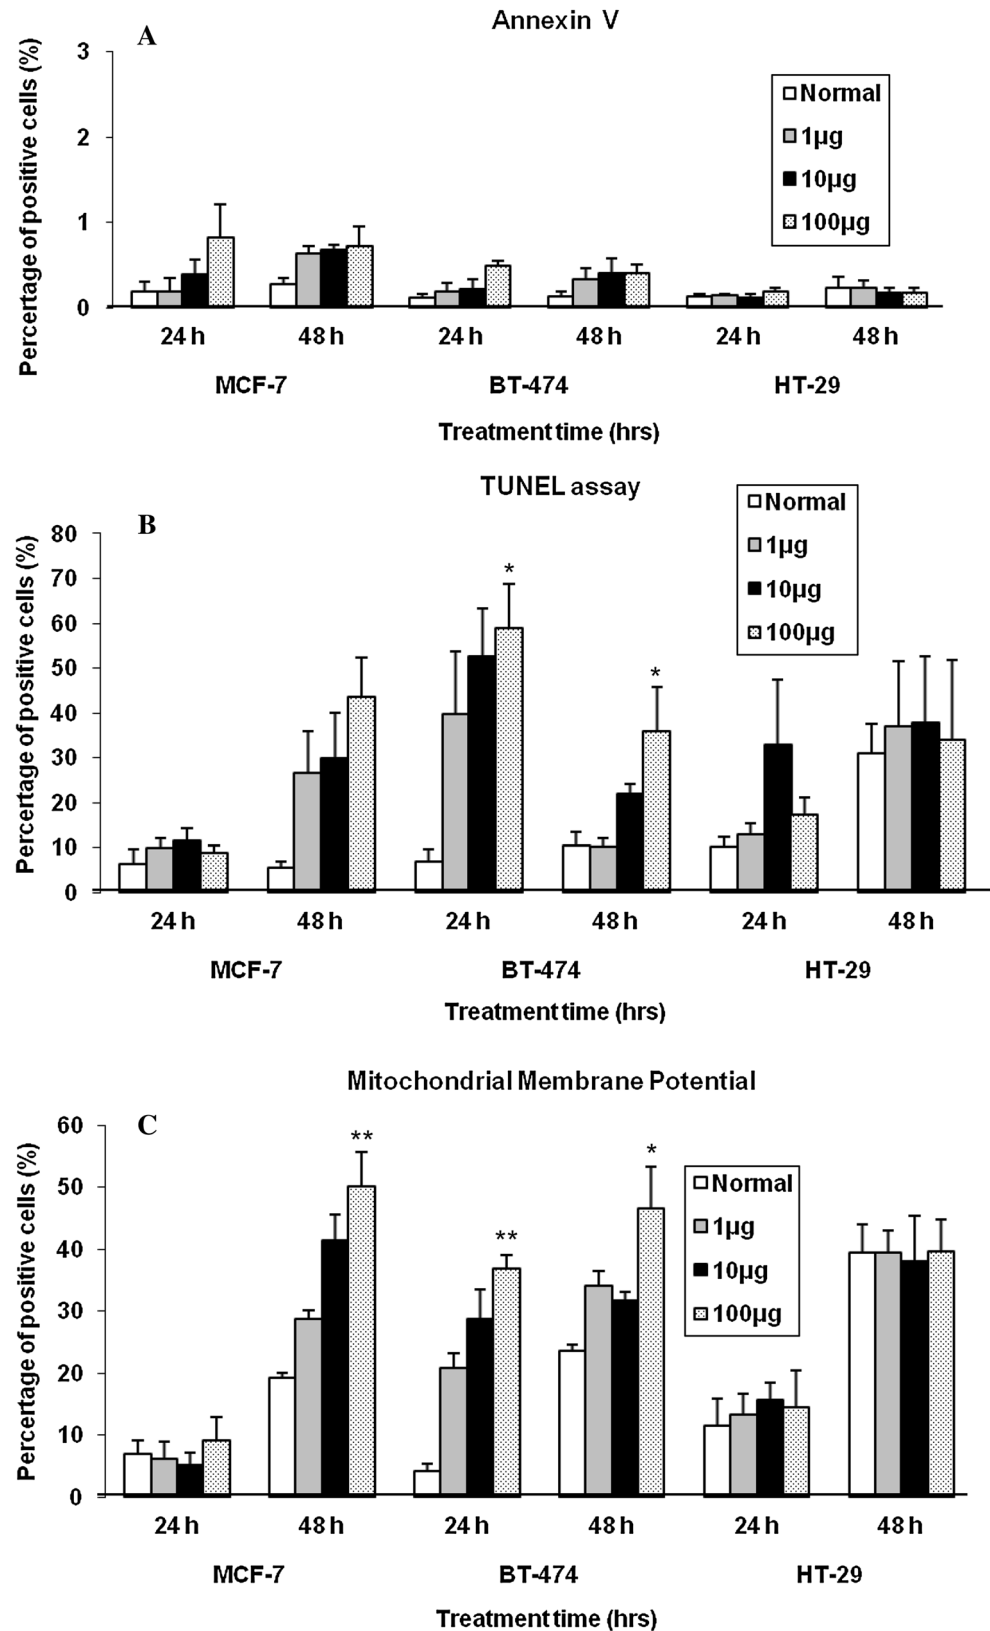 Annexin V
A
Percertage of positive cells (%)
3
2
1
0
Normal
1µg
10µg
100µg
24 h 48 h 24 h 48 h 24 h 48 h
MCF-7 BT-474 HT-29
Treatment time (hrs)
TUNEL assay
B
Percertage of positive cells (%)
80
70
60
50
40
30
20
10
0
* *
Normal
1µg
10µg
100µg
24 h 48 h 24 h 48 h 24 h 48 h
MCF-7 BT-474 HT-29
Treatment time (hrs)
Mitochondrial Membrane Potential
C
Percertage of positive cells (%)
60
50
40
30
20
10
0
** ** *
Normal
1µg
10µg
100µg
24 h 48 h 24 h 48 h 24 h 48 h
MCF-7 BT-474 HT-29
Treatment time (hrs)